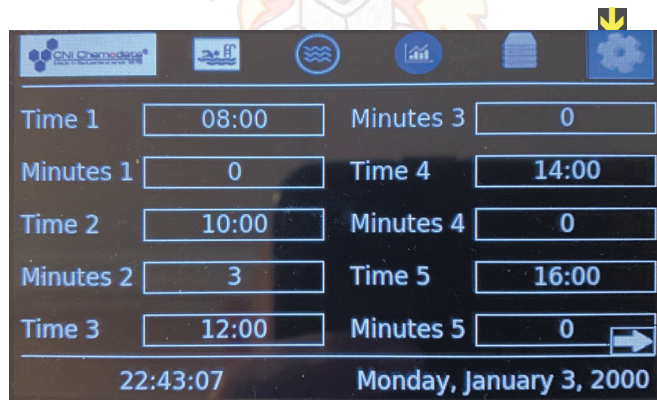 CNI Chemodate®
Time 1 08:00 Minutes 3 0
Minutes 1 0 Time 4 14:00
Time 2 10:00 Minutes 4 0
Minutes 2 3 Time 5 16:00
Time 3 12:00 Minutes 5 0
22:43:07 Monday, January 3, 2000